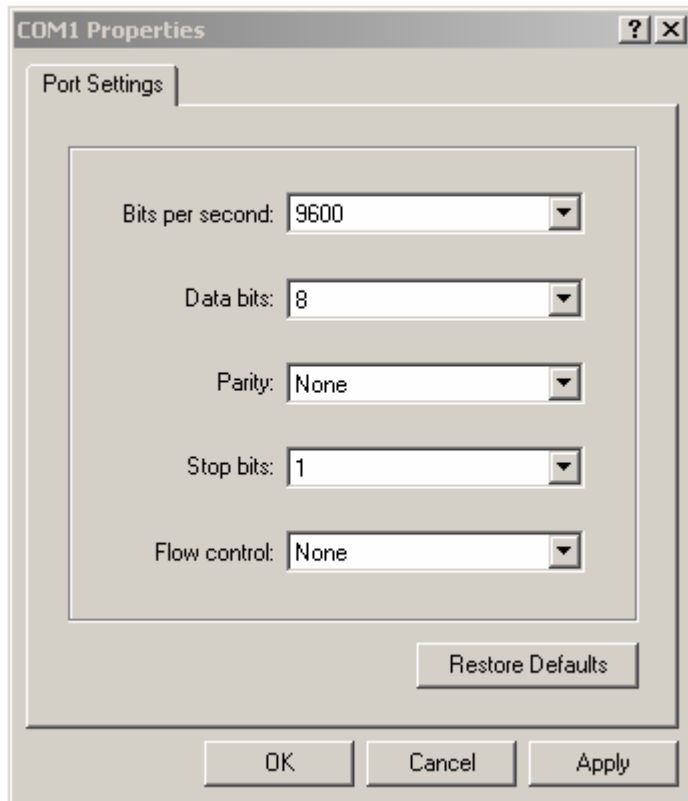 COM1 Properties
Port Settings
Bits per second: 9600
Data bits: 8
Parity: None
Stop bits: 1
Flow control: None
Restore Defaults
OK Cancel Apply